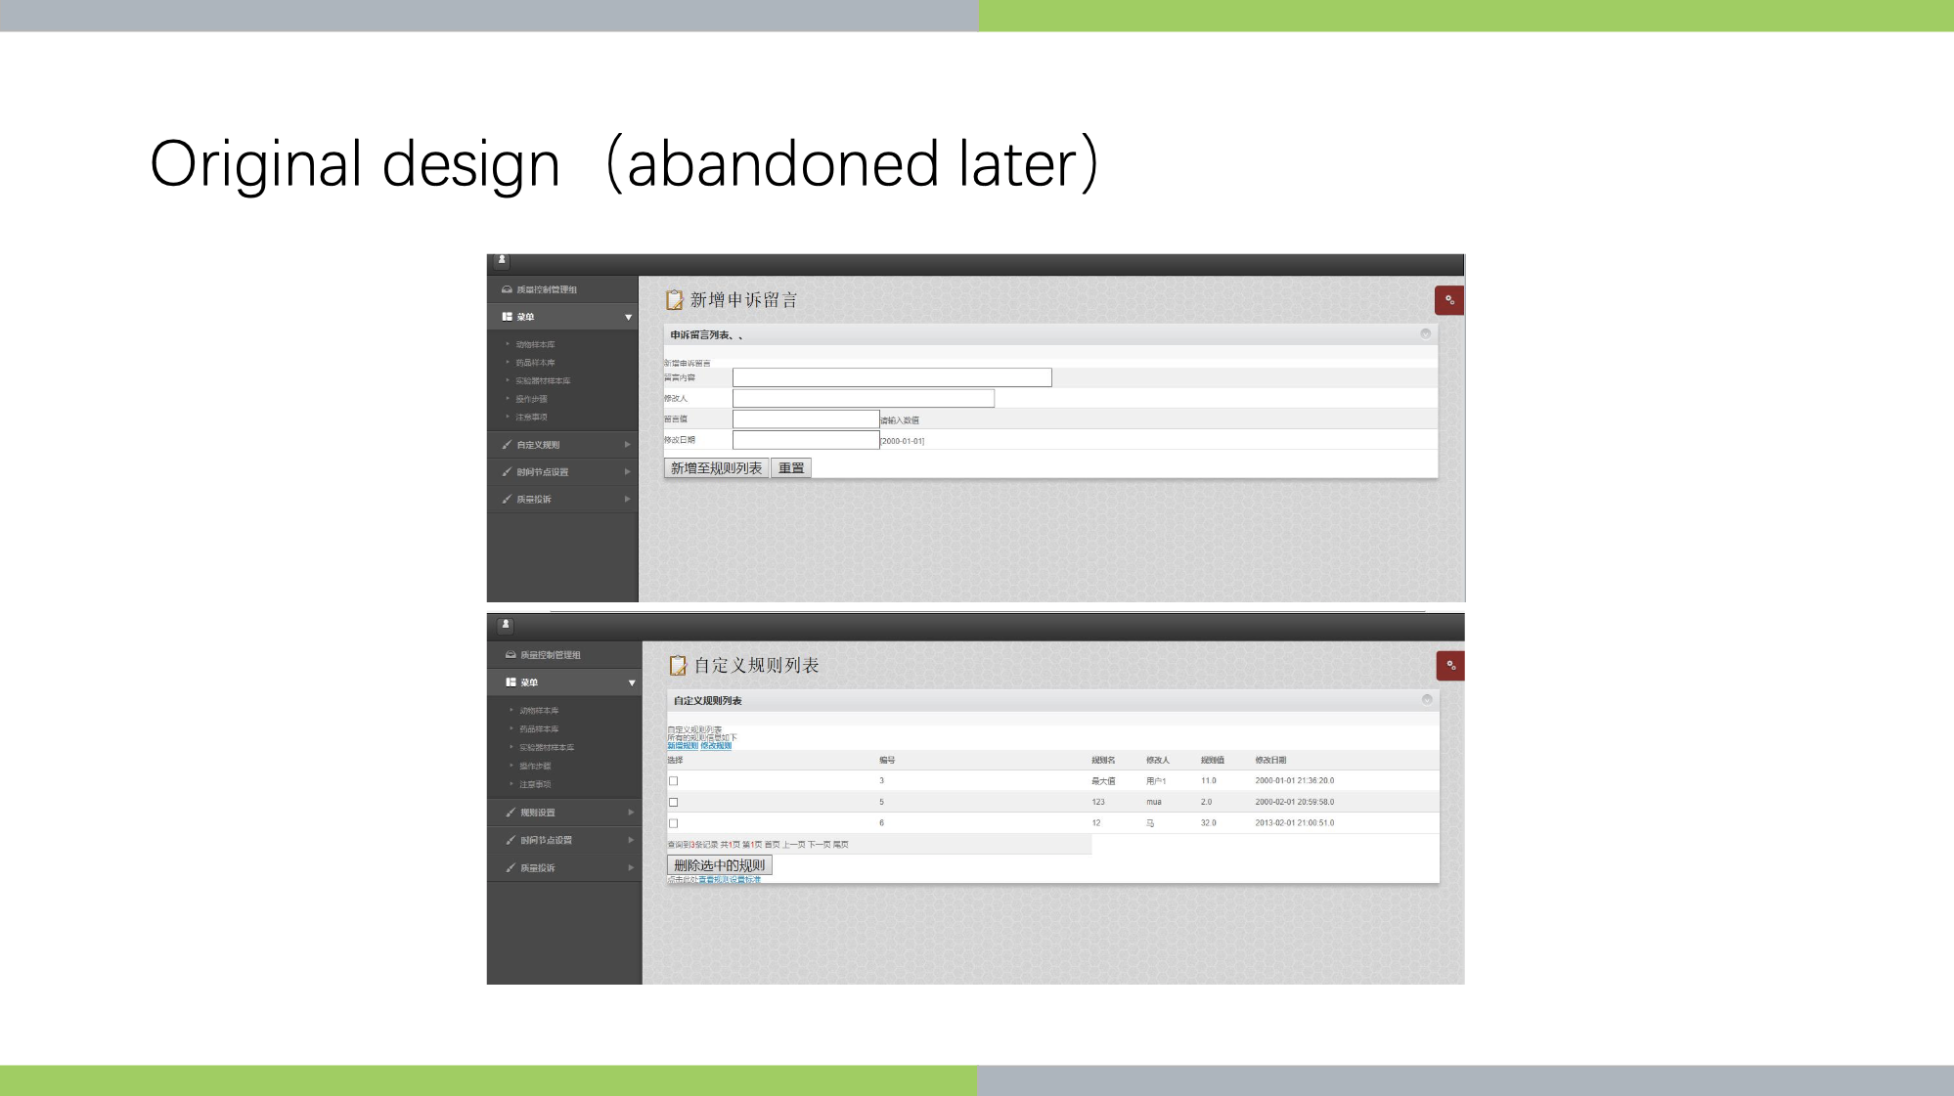 Original design（abandoned later）
质量控制管理组
菜单
动物样本库
药品样本库
实验器材样本库
操作步骤
注意事项
自定义规则
时间节点设置
质量投诉
新增申诉留言
申诉留言列表、、
新增申诉留言
留言内容
修改人
留言值 请输入数值
修改日期 [2000-01-01]
新增至规则列表 重置
质量控制管理组
菜单
动物样本库
药品样本库
实验器材样本库
操作步骤
注意事项
规则设置
时间节点设置
质量投诉
自定义规则列表
自定义规则列表
自定义规则列表
所有的规则信息如下
新增规则 修改规则
选择 编号 规则名 修改人 规则值 修改日期
3 最大值 用户1 11.0 2000-01-01 21:36:20.0
5 123 mua 2.0 2000-02-01 20:59:58.0
6 12 马 32.0 2013-02-01 21:00:51.0
查询到3条记录 共1页 第1页 首页 上一页 下一页 尾页
删除选中的规则
点击此处查看规则设置标准